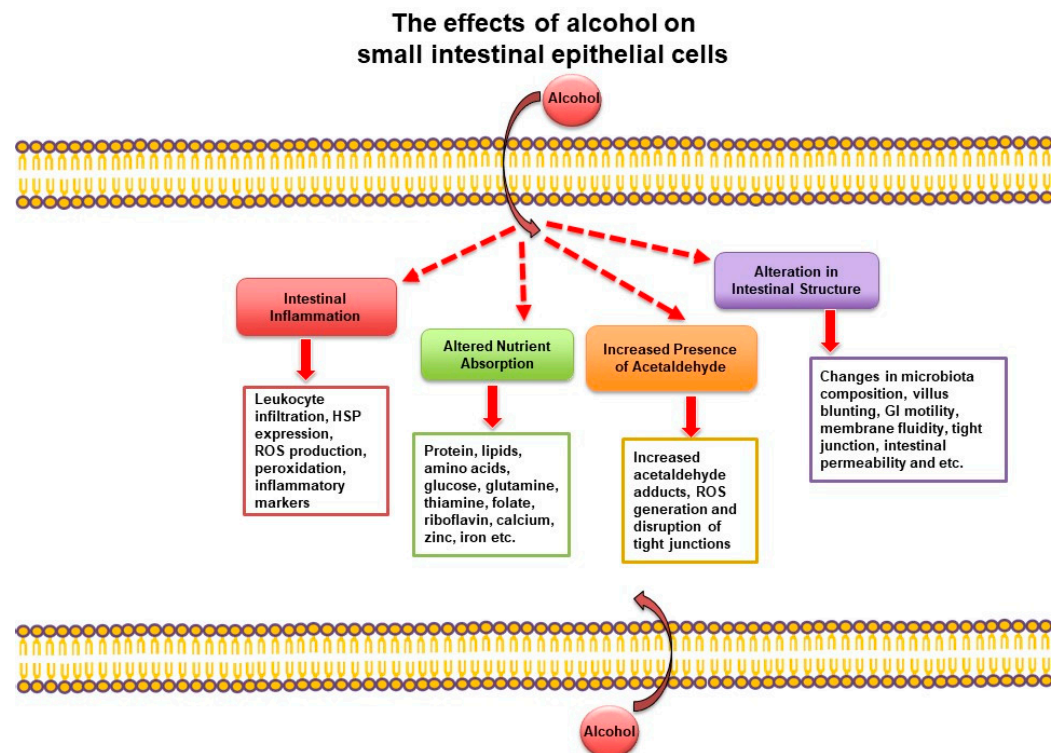 The effects of alcohol on
small intestinal epithelial cells
Alcohol
Intestinal
Inflammation
Leukocyte
infiltration, HSP
expression,
ROS production,
peroxidation,
inflammatory
markers
Altered Nutrient
Absorption
Protein, lipids,
amino acids,
glucose, glutamine,
thiamine, folate,
riboflavin, calcium,
zinc, iron etc.
Increased Presence
of Acetaldehyde
Increased
acetaldehyde
adducts, ROS
generation and
disruption of
tight junctions
Alteration in
Intestinal Structure
Changes in microbiota
composition, villus
blunting, GI motility,
membrane fluidity, tight
junction, intestinal
permeability and etc.
Alcohol